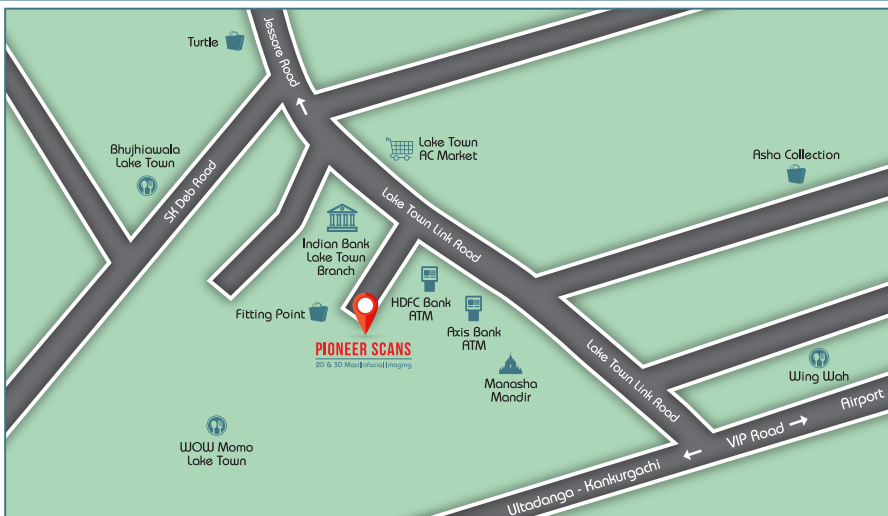 Jessore Road
Turtle
Bhujhiawala
Lake Town
SK Deb Road
Lake Town
AC Market
Asha Collection
Lake Town Link Road
Indian Bank
Lake Town
Branch
HDFC Bank
ATM
Fitting Point
Axis Bank
ATM
PIONEER SCANS
2D & 3D Maxillofacial Imaging
Manasha
Mandir
Lake Town Link Road
Wing Wah
Airport
VIP Road
WOW Momo
Lake Town
Ultadanga - Kankurgachi